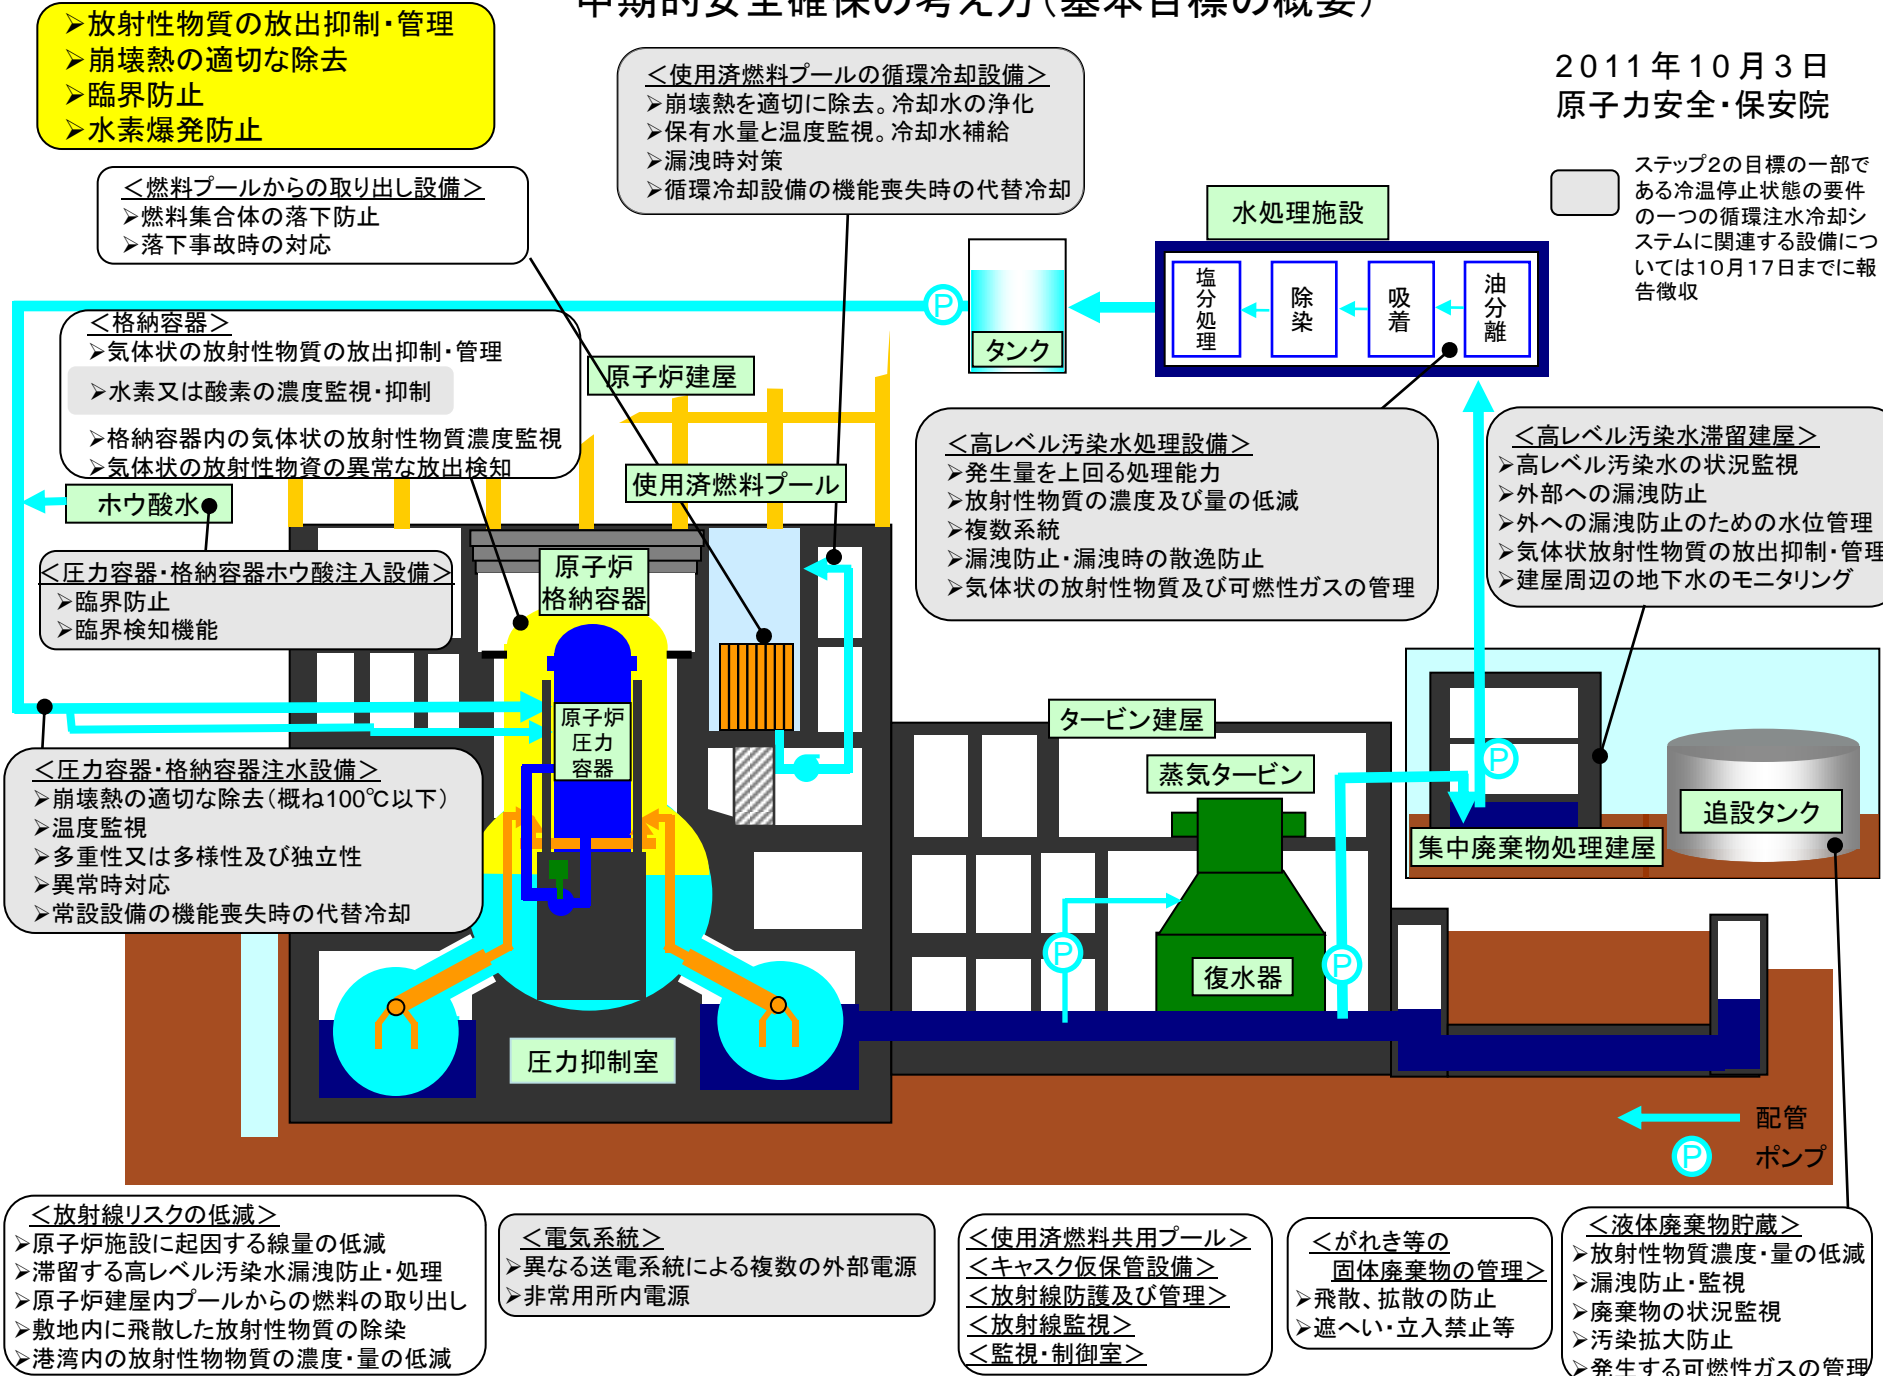 中期的安全確保の考え方（基本目標の概要）
➢放射性物質の放出抑制・管理
➢崩壊熱の適切な除去
➢臨界防止
➢水素爆発防止
2011年10月3日
原子力安全・保安院
ステップ2の目標の一部で
ある冷温停止状態の要件
の一つの循環注水冷却シ
ステムに関連する設備につ
いては10月17日までに報
告徴収
＜使用済燃料プールの循環冷却設備＞
➢崩壊熱を適切に除去。冷却水の浄化
➢保有水量と温度監視。冷却水補給
➢漏洩時対策
➢循環冷却設備の機能喪失時の代替冷却
＜燃料プールからの取り出し設備＞
➢燃料集合体の落下防止
➢落下事故時の対応
水処理施設
塩分処理
除染
吸着
油分離
P
タンク
＜格納容器＞
➢気体状の放射性物質の放出抑制・管理
➢水素又は酸素の濃度監視・抑制
➢格納容器内の気体状の放射性物質濃度監視
➢気体状の放射性物資の異常な放出検知
原子炉建屋
使用済燃料プール
ホウ酸水
＜高レベル汚染水処理設備＞
➢発生量を上回る処理能力
➢放射性物質の濃度及び量の低減
➢複数系統
➢漏洩防止・漏洩時の散逸防止
➢気体状の放射性物質及び可燃性ガスの管理
＜高レベル汚染水滞留建屋＞
➢高レベル汚染水の状況監視
➢外部への漏洩防止
➢外への漏洩防止のための水位管理
➢気体状放射性物質の放出抑制・管理
➢建屋周辺の地下水のモニタリング
＜圧力容器・格納容器ホウ酸注入設備＞
➢臨界防止
➢臨界検知機能
原子炉
格納容器
原子炉
圧力
容器
＜圧力容器・格納容器注水設備＞
➢崩壊熱の適切な除去（概ね100℃以下）
➢温度監視
➢多重性又は多様性及び独立性
➢異常時対応
➢常設設備の機能喪失時の代替冷却
タービン建屋
蒸気タービン
P
追設タンク
集中廃棄物処理建屋
P
P
復水器
圧力抑制室
配管
P
ポンプ
＜放射線リスクの低減＞
➢原子炉施設に起因する線量の低減
➢滞留する高レベル汚染水漏洩防止・処理
➢原子炉建屋内プールからの燃料の取り出し
➢敷地内に飛散した放射性物質の除染
➢港湾内の放射性物物質の濃度・量の低減
＜電気系統＞
➢異なる送電系統による複数の外部電源
➢非常用所内電源
＜使用済燃料共用プール＞
＜キャスク仮保管設備＞
＜放射線防護及び管理＞
＜放射線監視＞
＜監視・制御室＞
＜がれき等の
固体廃棄物の管理＞
➢飛散、拡散の防止
➢遮へい・立入禁止等
＜液体廃棄物貯蔵＞
➢放射性物質濃度・量の低減
➢漏洩防止・監視
➢廃棄物の状況監視
➢汚染拡大防止
➢発生する可燃性ガスの管理